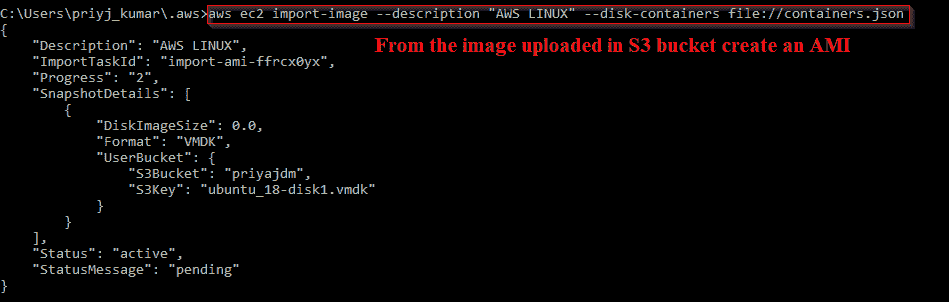 C:\Users\priyj_kumar\.aws>aws ec2 import-image --description "AWS LINUX" --disk-containers file://containers.json
{
From the image uploaded in S3 bucket create an AMI
    "Description": "AWS LINUX",
    "ImportTaskId": "import-ami-ffrcx0yx",
    "Progress": "2",
    "SnapshotDetails": [
        {
            "DiskImageSize": 0.0,
            "Format": "VMDK",
            "UserBucket": {
                "S3Bucket": "priyajdm",
                "S3Key": "ubuntu_18-disk1.vmdk"
            }
        }
    ],
    "Status": "active",
    "StatusMessage": "pending"
}